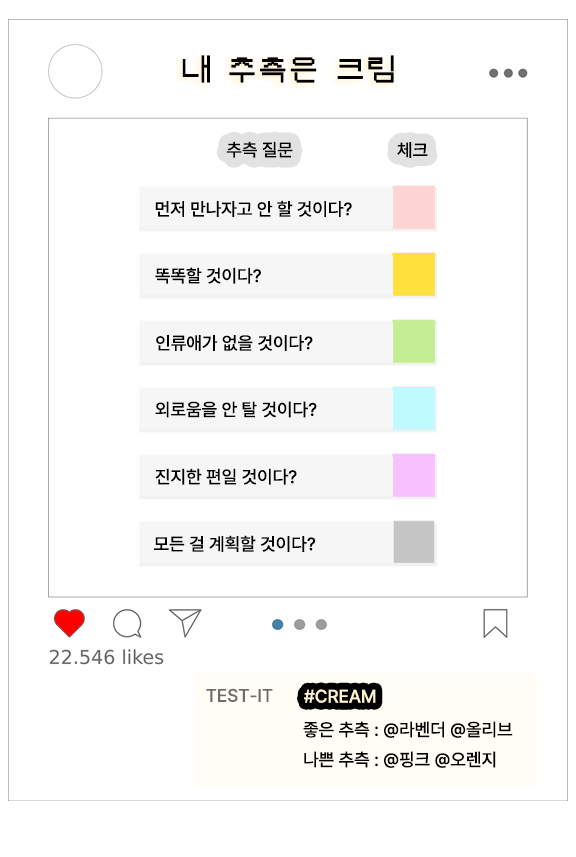 내 추측은 크림
추측 질문 체크
먼저 만나자고 안 할 것이다?
똑똑할 것이다?
인류애가 없을 것이다?
외로움을 안 탈 것이다?
진지한 편일 것이다?
모든 걸 계획할 것이다?
22.546 likes
TEST-IT #CREAM
좋은 추측 : @라벤더 @올리브
나쁜 추측 : @핑크 @오렌지